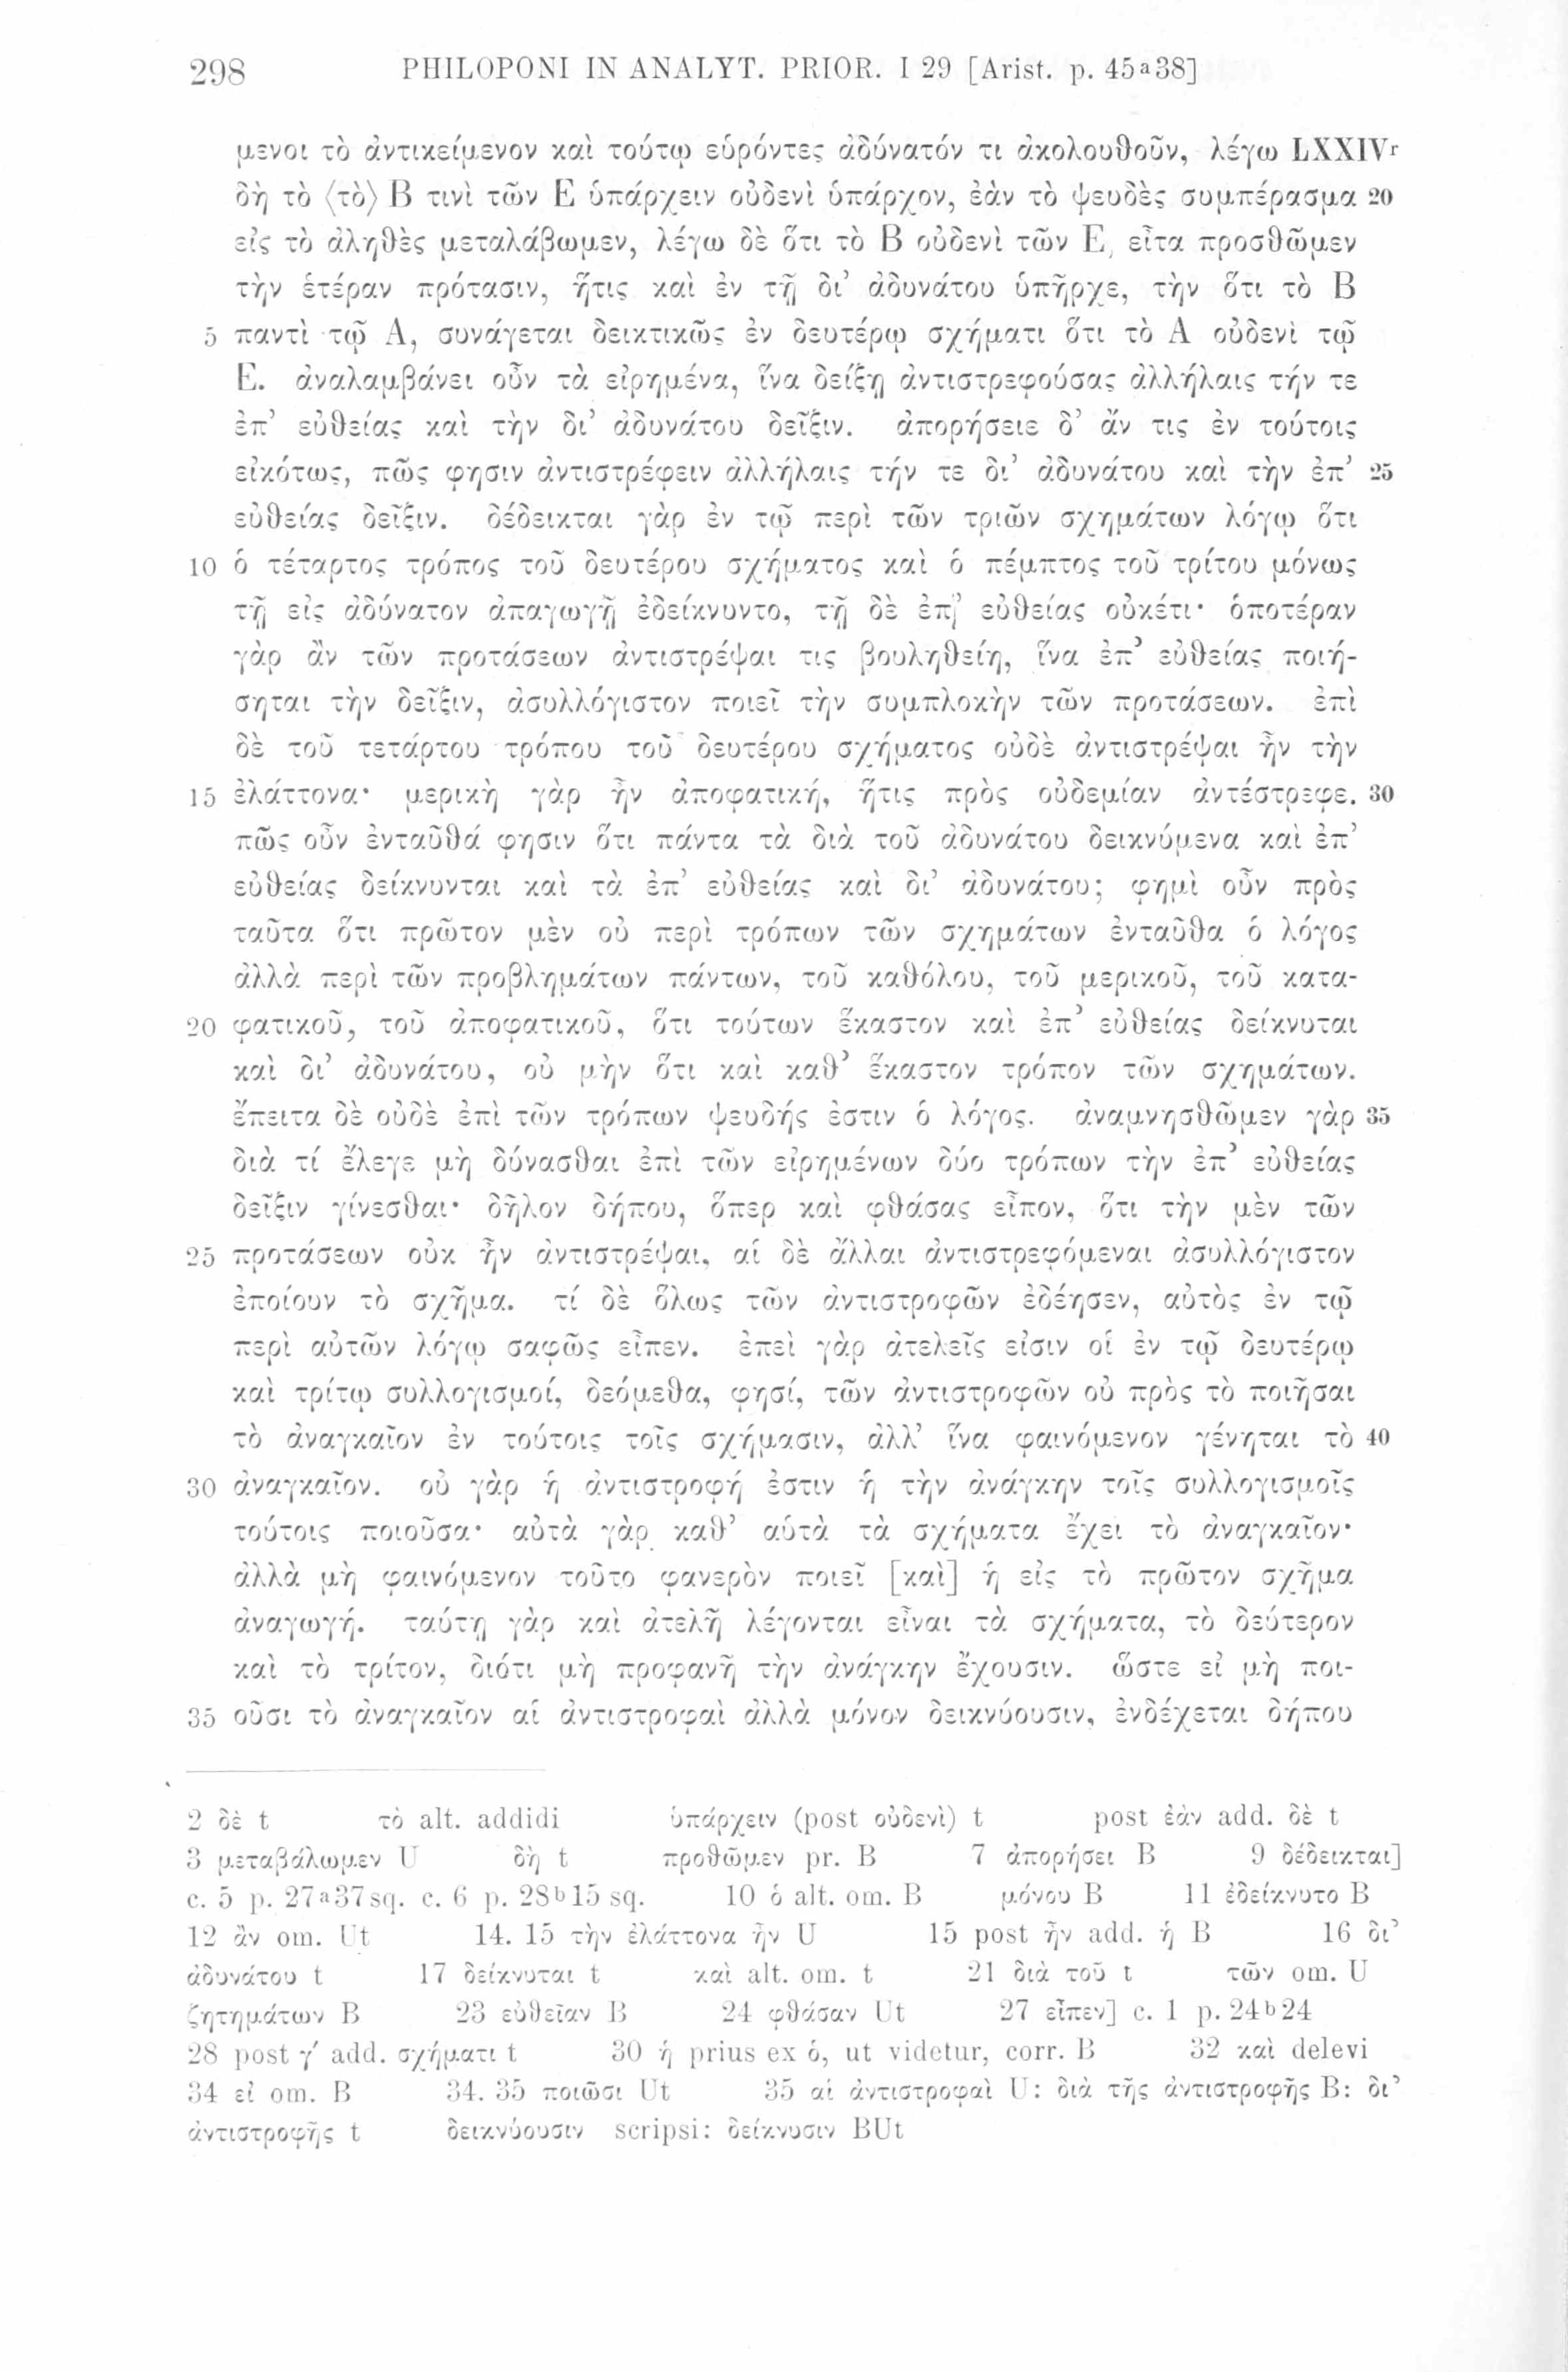 298 PHILOPONI IN ANALYT. PRIOR. I 29 [Arist. p. 45a38]
μενοι τὸ ἀντικείμενον καὶ τούτῳ εὑρόντες ἀδύνατόν τι ἀκολουθοῦν, λέγω LXXIVr
δὴ τὸ ⟨τὸ⟩ Β τινὶ τῶν Ε ὑπάρχειν οὐδενὶ ὑπάρχον, ἐὰν τὸ ψευδὲς συμπέρασμα 20
εἰς τὸ ἀληθὲς μεταλάβωμεν, λέγω δὲ ὅτι τὸ Β οὐδενὶ τῶν Ε, εἶτα προσθῶμεν
τὴν ἑτέραν πρότασιν, ἥτις καὶ ἐν τῇ δι’ ἀδυνάτου ὑπῆρχε, τὴν ὅτι τὸ Β
5 παντὶ τῷ Α, συνάγεται δεικτικῶς ἐν δευτέρῳ σχήματι ὅτι τὸ Α οὐδενὶ τῷ
Ε. ἀναλαμβάνει οὖν τὰ εἰρημένα, ἵνα δείξῃ ἀντιστρεφούσας ἀλλήλαις τήν τε
ἐπ’ εὐθείας καὶ τὴν δι’ ἀδυνάτου δεῖξιν. ἀπορήσειε δ’ ἄν τις ἐν τούτοις
εἰκότως, πῶς φησιν ἀντιστρέφειν ἀλλήλαις τήν τε δι’ ἀδυνάτου καὶ τὴν ἐπ’ 25
εὐθείας δεῖξιν. δέδεικται γὰρ ἐν τῷ περὶ τῶν τριῶν σχημάτων λόγῳ ὅτι
10 ὁ τέταρτος τρόπος τοῦ δευτέρου σχήματος καὶ ὁ πέμπτος τοῦ τρίτου μόνως
τῇ εἰς ἀδύνατον ἀπαγωγῇ ἐδείκνυντο, τῇ δὲ ἐπ’ εὐθείας οὐκέτι· ὁποτέραν
γὰρ ἂν τῶν προτάσεων ἀντιστρέψαι τις βουληθείη, ἵνα ἐπ’ εὐθείας ποιή-
σηται τὴν δεῖξιν, ἀσυλλόγιστον ποιεῖ τὴν συμπλοκὴν τῶν προτάσεων. ἐπὶ
δὲ τοῦ τετάρτου τρόπου τοῦ δευτέρου σχήματος οὐδὲ ἀντιστρέψαι ἦν τὴν
15 ἐλάττονα· μερικὴ γὰρ ἦν ἀποφατική, ἥτις πρὸς οὐδεμίαν ἀντέστρεφε. 30
πῶς οὖν ἐνταῦθά φησιν ὅτι πάντα τὰ διὰ τοῦ ἀδυνάτου δεικνύμενα καὶ ἐπ’
εὐθείας δείκνυνται καὶ τὰ ἐπ’ εὐθείας καὶ δι’ ἀδυνάτου; φημὶ οὖν πρὸς
ταῦτα ὅτι πρῶτον μὲν οὐ περὶ τρόπων τῶν σχημάτων ἐνταῦθα ὁ λόγος
ἀλλὰ περὶ τῶν προβλημάτων πάντων, τοῦ καθόλου, τοῦ μερικοῦ, τοῦ κατα-
20 φατικοῦ, τοῦ ἀποφατικοῦ, ὅτι τούτων ἕκαστον καὶ ἐπ’ εὐθείας δείκνυται
καὶ δι’ ἀδυνάτου, οὐ μὴν ὅτι καὶ καθ’ ἕκαστον τρόπον τῶν σχημάτων.
ἔπειτα δὲ οὐδὲ ἐπὶ τῶν τρόπων ψευδής ἐστιν ὁ λόγος. ἀναμνησθῶμεν γὰρ 35
διὰ τί ἔλεγε μὴ δύνασθαι ἐπὶ τῶν εἰρημένων δύο τρόπων τὴν ἐπ’ εὐθείας
δεῖξιν γίνεσθαι· δῆλον δήπου, ὅπερ καὶ φθάσας εἶπον, ὅτι τὴν μὲν τῶν
25 προτάσεων οὐκ ἦν ἀντιστρέψαι, αἱ δὲ ἄλλαι ἀντιστρεφόμεναι ἀσυλλόγιστον
ἐποίουν τὸ σχῆμα. τί δὲ ὅλως τῶν ἀντιστροφῶν ἐδέησεν, αὐτὸς ἐν τῷ
περὶ αὐτῶν λόγῳ σαφῶς εἶπεν. ἐπεὶ γὰρ ἀτελεῖς εἰσιν οἱ ἐν τῷ δευτέρῳ
καὶ τρίτῳ συλλογισμοί, δεόμεθα, φησί, τῶν ἀντιστροφῶν οὐ πρὸς τὸ ποιῆσαι
τὸ ἀναγκαῖον ἐν τούτοις τοῖς σχήμασιν, ἀλλ’ ἵνα φαινόμενον γένηται τὸ 40
30 ἀναγκαῖον. οὐ γὰρ ἡ ἀντιστροφή ἐστιν ἡ τὴν ἀνάγκην τοῖς συλλογισμοῖς
τούτοις ποιοῦσα· αὐτὰ γὰρ καθ’ αὑτὰ τὰ σχήματα ἔχει τὸ ἀναγκαῖον·
ἀλλὰ μὴ φαινόμενον τοῦτο φανερὸν ποιεῖ [καὶ] ἡ εἰς τὸ πρῶτον σχῆμα
ἀναγωγή. ταύτῃ γὰρ καὶ ἀτελῆ λέγονται εἶναι τὰ σχήματα, τὸ δεύτερον
καὶ τὸ τρίτον, διότι μὴ προφανῆ τὴν ἀνάγκην ἔχουσιν. ὥστε εἰ μὴ ποι-
35 οῦσι τὸ ἀναγκαῖον αἱ ἀντιστροφαὶ ἀλλὰ μόνον δεικνύουσιν, ἐνδέχεται δήπου
2 δὲ t τὸ alt. addidi ὑπάρχειν (post οὐδενὶ) t post ἐὰν add. δὲ t
3 μεταβάλωμεν U δὴ t προθῶμεν pr. B 7 ἀπορήσει B 9 δέδεικται]
c. 5 p. 27a37sq. c. 6 p. 28b15 sq. 10 ὁ alt. om. B μόνου B 11 ἐδείκνυτο B
12 ἂν om. Ut 14. 15 τὴν ἐλάττονα ἦν U 15 post ἦν add. ἡ B 16 δι’
ἀδυνάτου t 17 δείκνυται t καὶ alt. om. t 21 διὰ τοῦ t τῶν om. U
ζητημάτων B 23 εὐθεῖαν B 24 φθάσαν Ut 27 εἶπεν] c. 1 p. 24b24
28 post γ′ add. σχήματι t 30 ἡ prius ex ὁ, ut videtur, corr. B 32 καὶ delevi
34 εἰ om. B 34. 35 ποιῶσι Ut 35 αἱ ἀντιστροφαὶ U: διὰ τῆς ἀντιστροφῆς B: δι’
ἀντιστροφῆς t δεικνύουσιν scripsi: δείκνυσιν BUt